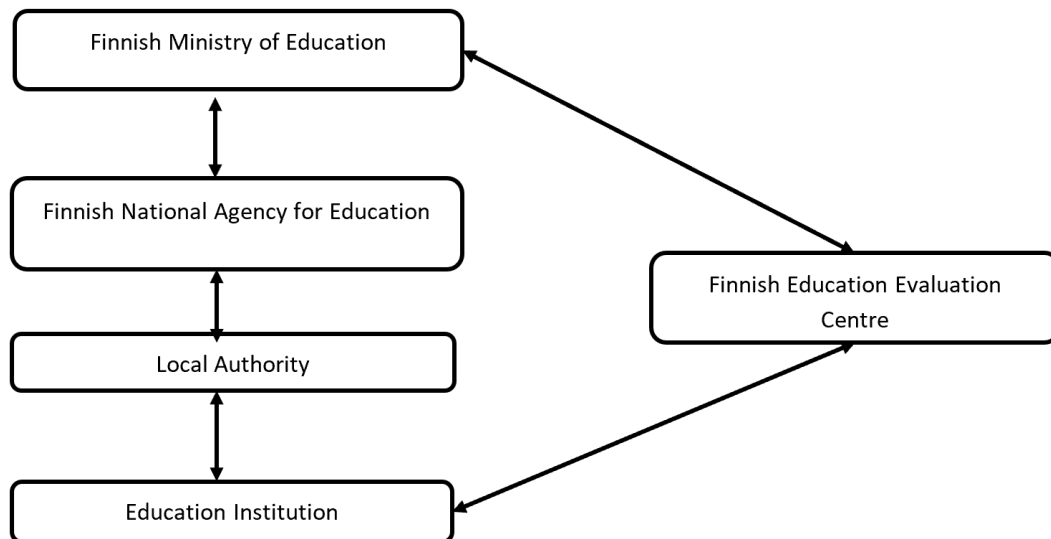 Finnish Ministry of Education
Finnish National Agency for Education
Finnish Education Evaluation
Centre
Local Authority
Education Institution